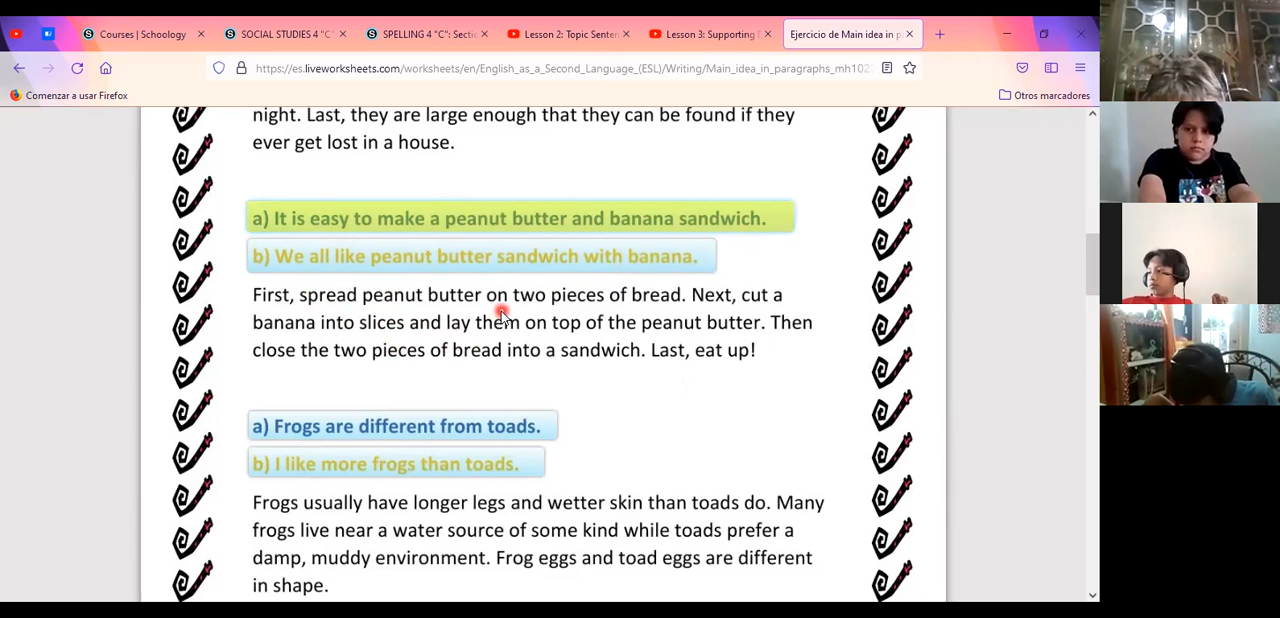 Courses | Schoology
SOCIAL STUDIES 4 "C"
SPELLING 4 "C": Secti
Lesson 2: Topic Senter
Lesson 3: Supporting D
Ejercicio de Main idea in p
https://es.liveworksheets.com/worksheets/en/English_as_a_Second_Language_(ESL)/Writing/Main_idea_in_paragraphs_mh102
Comenzar a usar Firefox
Otros marcadores
night. Last, they are large enough that they can be found if they
ever get lost in a house.
a) It is easy to make a peanut butter and banana sandwich.
b) We all like peanut butter sandwich with banana.
First, spread peanut butter on two pieces of bread. Next, cut a
banana into slices and lay them on top of the peanut butter. Then
close the two pieces of bread into a sandwich. Last, eat up!
a) Frogs are different from toads.
b) I like more frogs than toads.
Frogs usually have longer legs and wetter skin than toads do. Many
frogs live near a water source of some kind while toads prefer a
damp, muddy environment. Frog eggs and toad eggs are different
in shape.